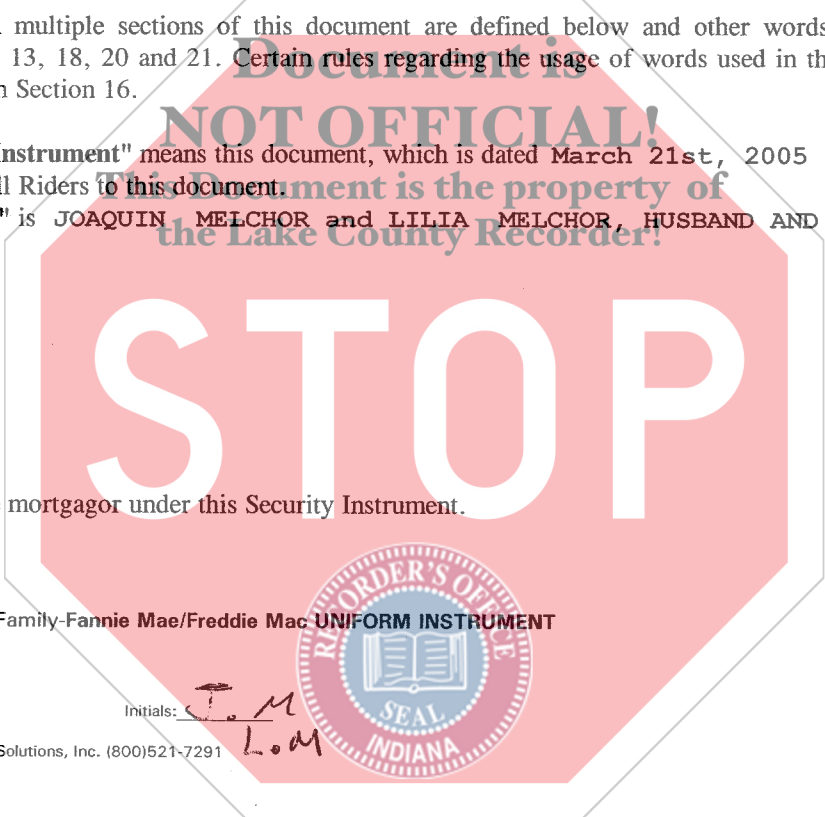 multiple sections of this document are defined below and other words
13, 18, 20 and 21. Certain rules regarding the usage of words used in th
n Section 16.
Document is
NOT OFFICIAL!
This Document is the property of
the Lake County Recorder!
Instrument" means this document, which is dated March 21st, 2005
ll Riders to this document.
" is JOAQUIN MELCHOR and LILIA MELCHOR, HUSBAND AND
STOP
mortgagor under this Security Instrument.
Family-Fannie Mae/Freddie Mac UNIFORM INSTRUMENT
RECORDER'S OFFICE
SEAL
INDIANA
Initials: J. M
L. M
Solutions, Inc. (800)521-7291